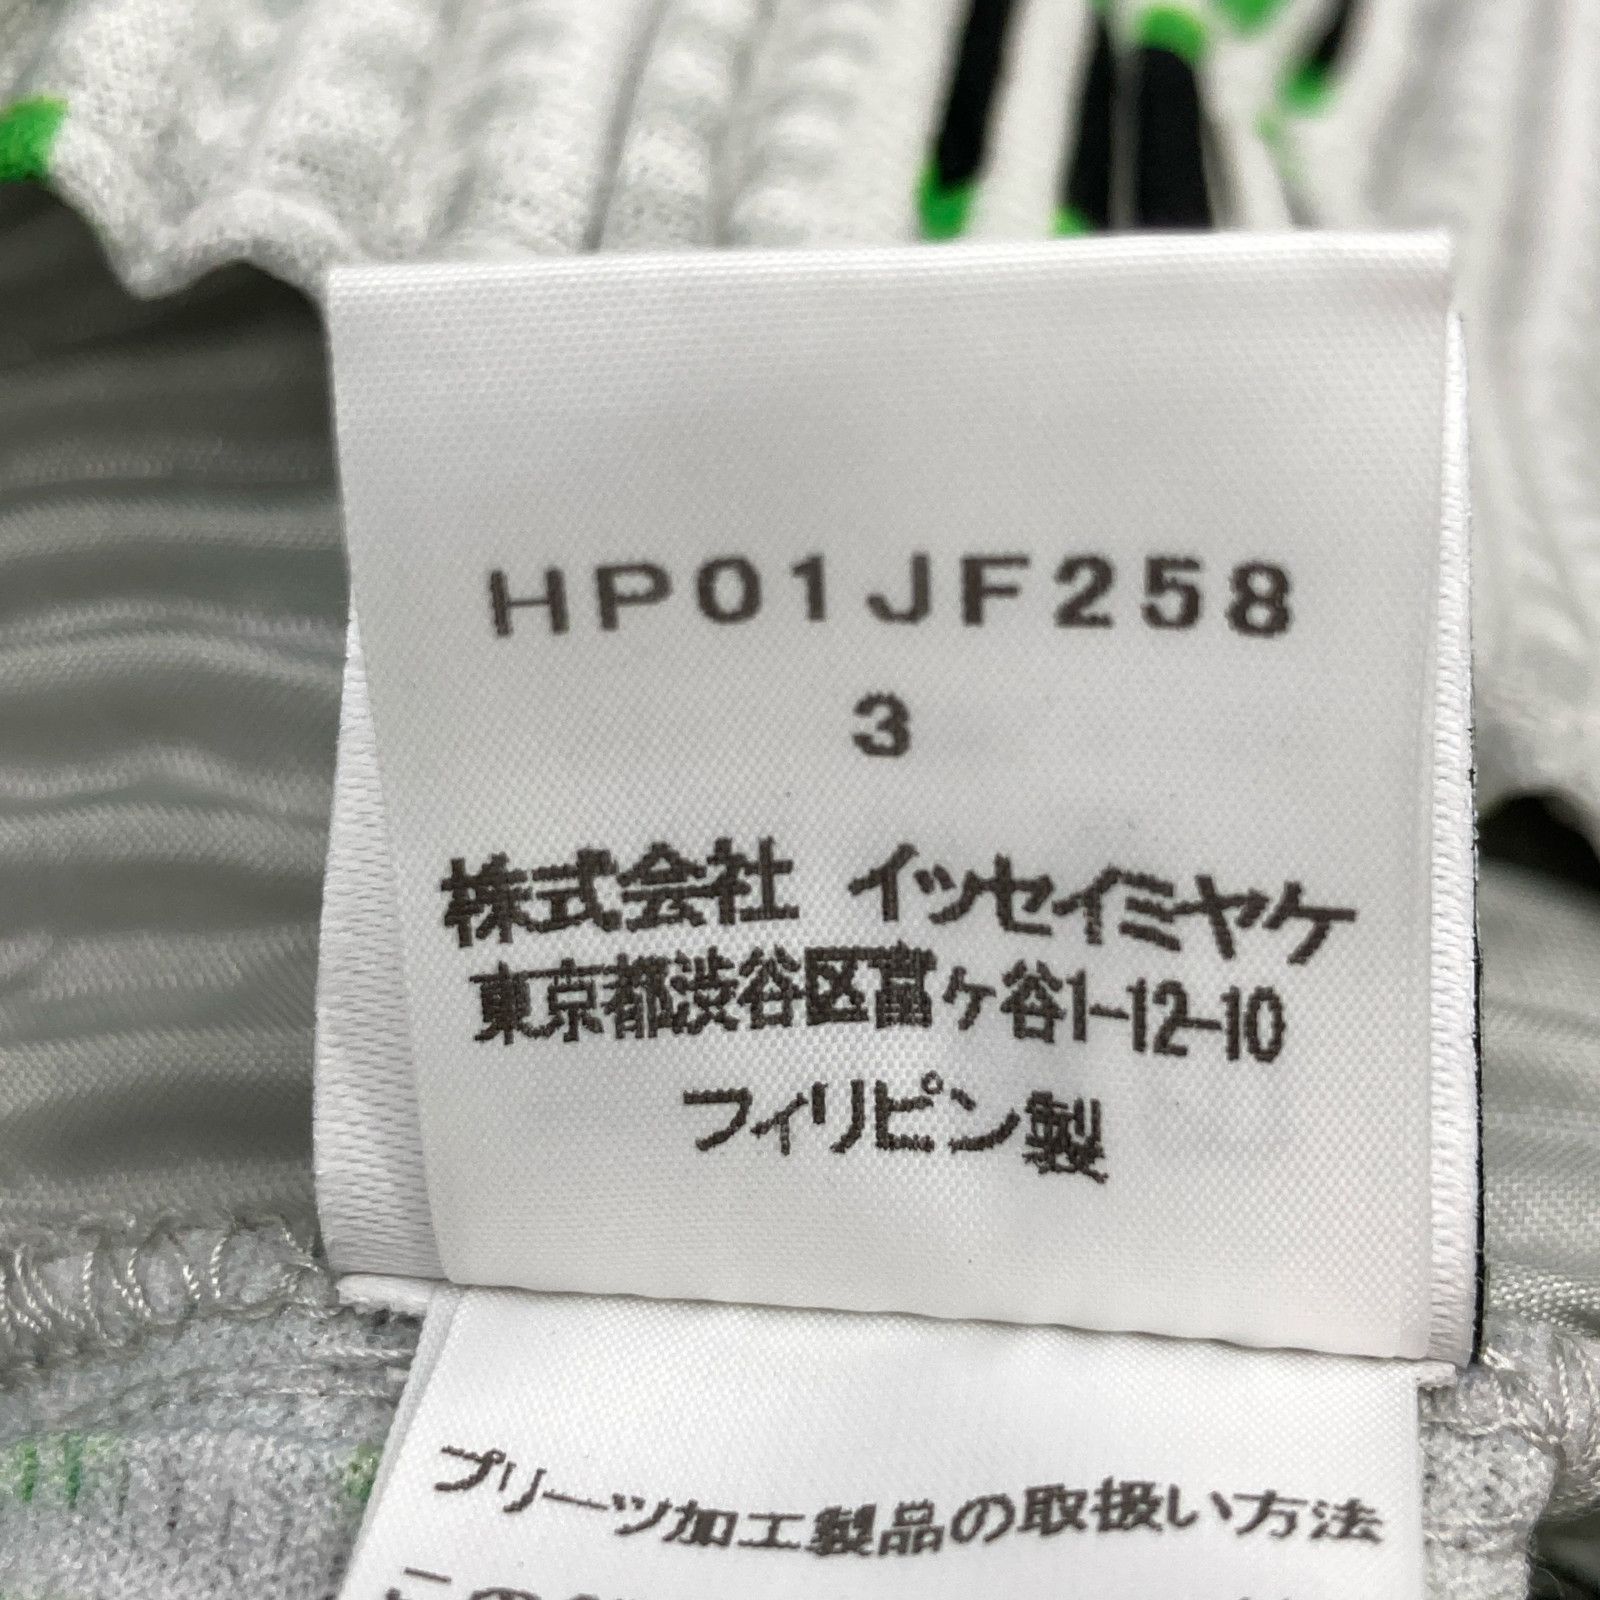 HP01JF258
3
株式会社 イッセイミヤケ
東京都渋谷区富ヶ谷1-12-10
フィリピン製
プリーツ加工製品の取扱い方法